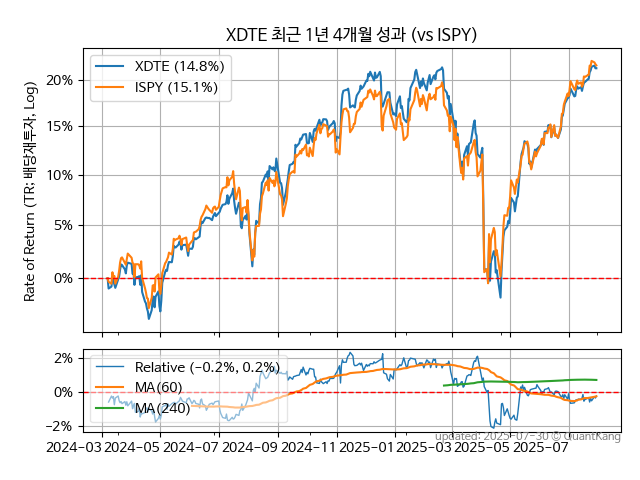 XDTE 최근 1년 4개월 성과 (vs ISPY)
XDTE (14.8%)
ISPY (15.1%)
Rate of Return (TR: 배당재투자, Log)
20%
15%
10%
5%
0%
Relative (−0.2%, 0.2%)
MA(60)
MA(240)
2%
0%
−2%
2024-03
2024-05
2024-07
2024-09
2024-11
2025-01
2025-03
2025-05
2025-07
updated: 2025-07-30 © QuantKang